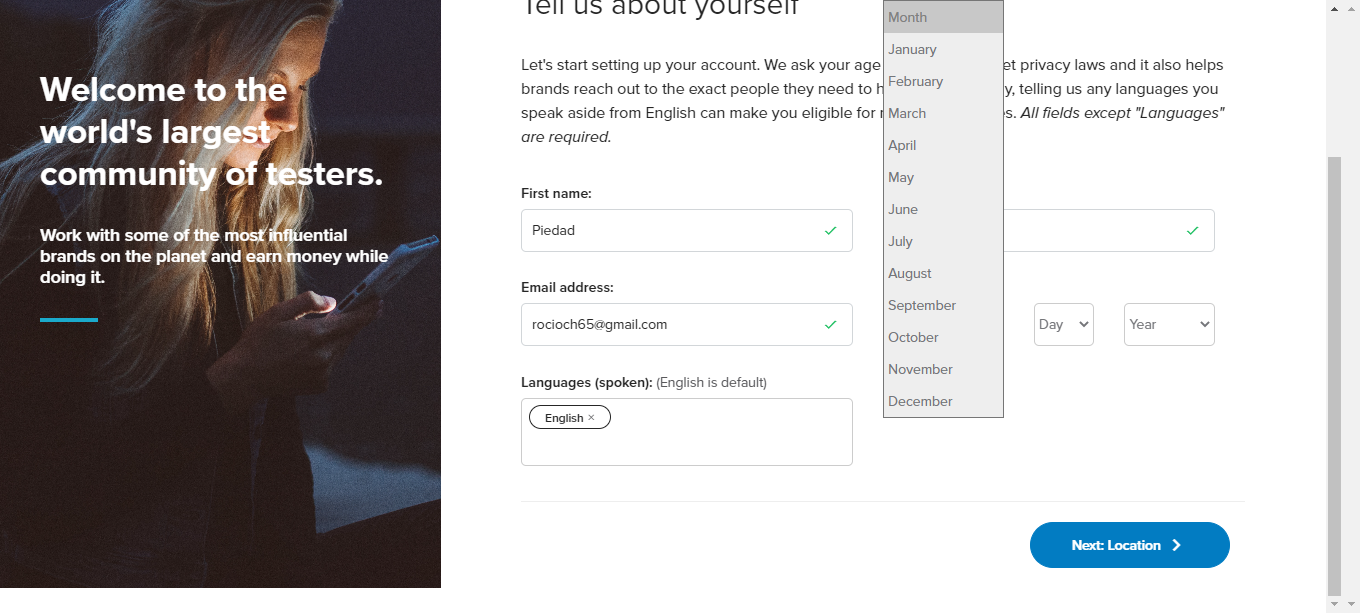 Welcome to the
world's largest
community of testers.
Work with some of the most influential
brands on the planet and earn money while
doing it.
Tell us about yourself
Let's start setting up your account. We ask your age et privacy laws and it also helps
brands reach out to the exact people they need to y, telling us any languages you
speak aside from English can make you eligible for s. All fields except "Languages"
are required.
First name:
Piedad
Email address:
rocioch65@gmail.com
Day
Year
Languages (spoken): (English is default)
English ×
Month
January
February
March
April
May
June
July
August
September
October
November
December
Next: Location